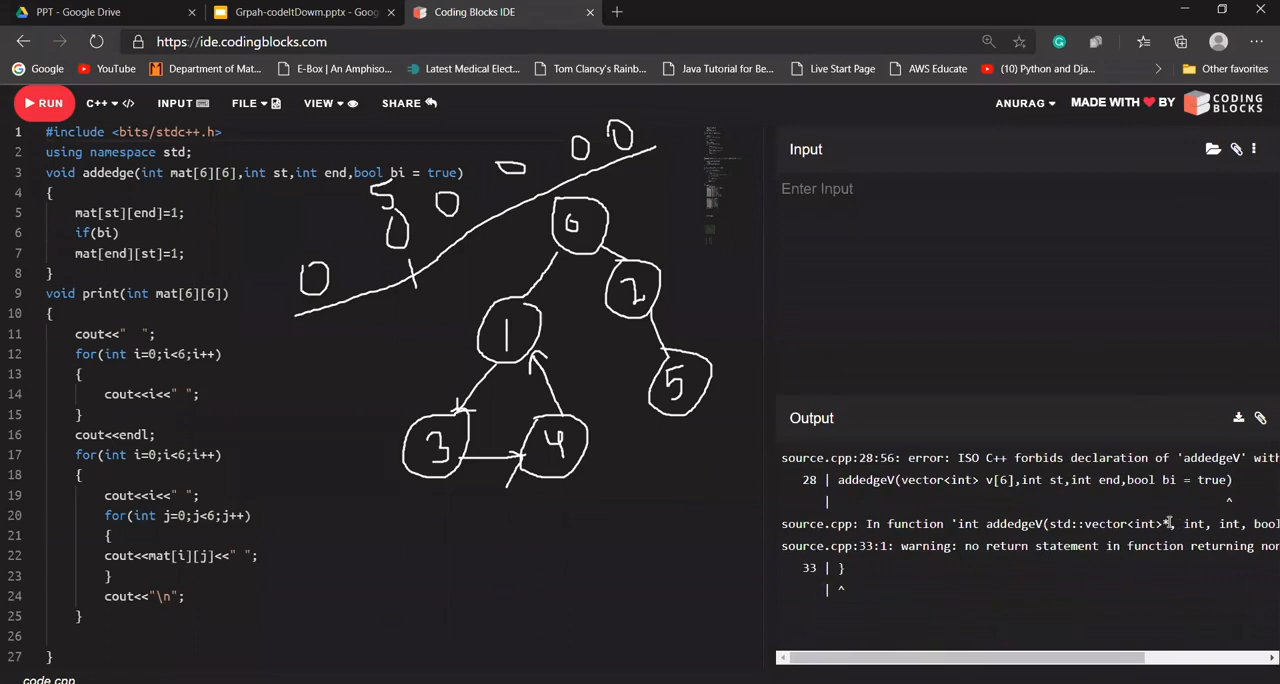 PPT - Google Drive
Grpah-codeItDowm.pptx - Goog
Coding Blocks IDE
https://ide.codingblocks.com
Google
YouTube
Department of Mat...
E-Box | An Amphiso...
Latest Medical Elect...
Tom Clancy's Rainb...
Java Tutorial for Be...
Live Start Page
AWS Educate
(10) Python and Dja...
Other favorites
RUN
C++
INPUT
FILE
VIEW
SHARE
ANURAG
MADE WITH BY
CODING
BLOCKS
1 #include <bits/stdc++.h>
2 using namespace std;
3 void addedge(int mat[6][6],int st,int end,bool bi = true)
4 {
5 mat[st][end]=1;
6 if(bi)
7 mat[end][st]=1;
8 }
9 void print(int mat[6][6])
10 {
11 cout<<"  ";
12 for(int i=0;i<6;i++)
13 {
14 cout<<i<<" ";
15 }
16 cout<<endl;
17 for(int i=0;i<6;i++)
18 {
19 cout<<i<<" ";
20 for(int j=0;j<6;j++)
21 {
22 cout<<mat[i][j]<<" ";
23 }
24 cout<<"\n";
25 }
26
27 }
code.cpp
0
2
1
5
3
4
Input
Enter Input
Output
source.cpp:28:56: error: ISO C++ forbids declaration of 'addedgeV' with
28 | addedgeV(vector<int> v[6],int st,int end,bool bi = true)
| ^
source.cpp: In function 'int addedgeV(std::vector<int>*, int, int, bool
source.cpp:33:1: warning: no return statement in function returning non
33 | }
| ^